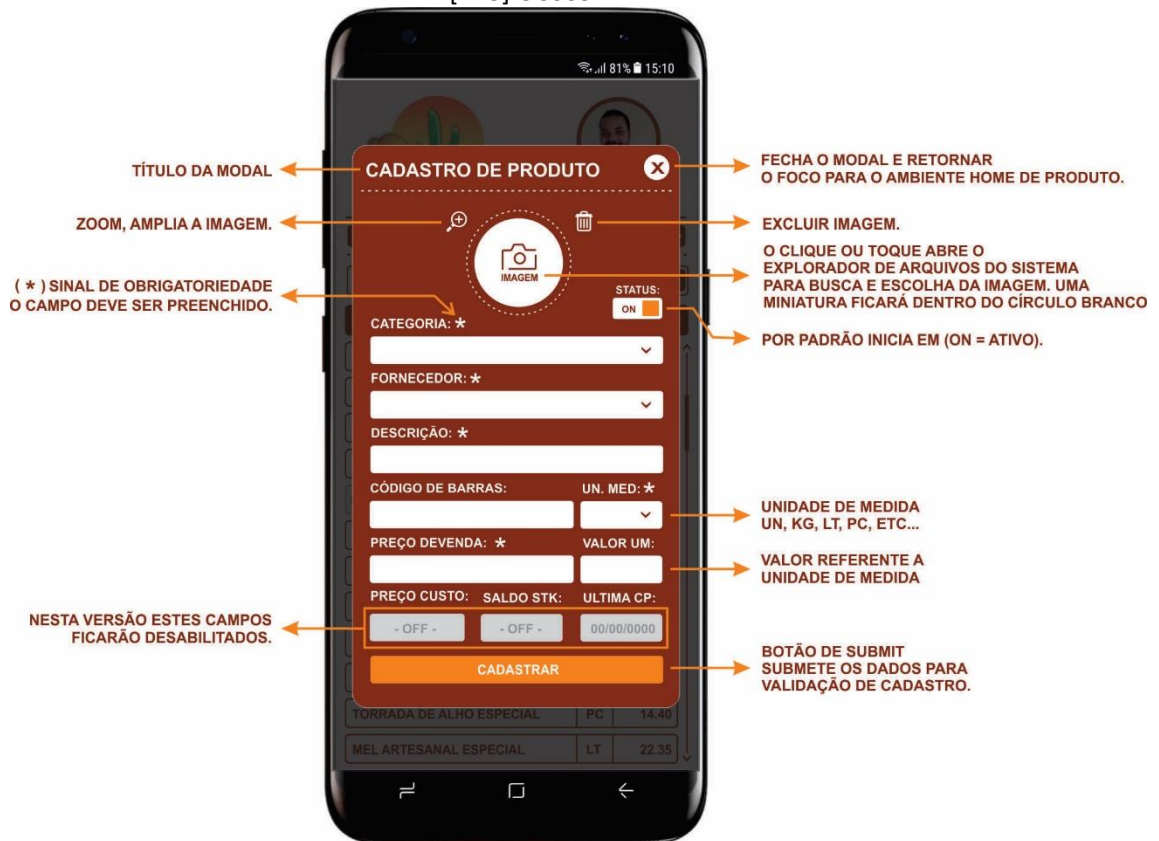 81% 15:10
TÍTULO DA MODAL
CADASTRO DE PRODUTO
X
FECHA O MODAL E RETORNAR
O FOCO PARA O AMBIENTE HOME DE PRODUTO.
ZOOM, AMPLIA A IMAGEM.
EXCLUIR IMAGEM.
IMAGEM
O CLIQUE OU TOQUE ABRE O
EXPLORADOR DE ARQUIVOS DO SISTEMA
PARA BUSCA E ESCOLHA DA IMAGEM. UMA
MINIATURA FICARÁ DENTRO DO CÍRCULO BRANCO
( * ) SINAL DE OBRIGATORIEDADE
O CAMPO DEVE SER PREENCHIDO.
STATUS:
ON
POR PADRÃO INICIA EM (ON = ATIVO).
CATEGORIA: *
FORNECEDOR: *
DESCRIÇÃO: *
CÓDIGO DE BARRAS: UN. MED: *
UNIDADE DE MEDIDA
UN, KG, LT, PC, ETC...
PREÇO DEVENDA: * VALOR UM:
VALOR REFERENTE A
UNIDADE DE MEDIDA
PREÇO CUSTO: SALDO STK: ULTIMA CP:
- OFF - - OFF - 00/00/0000
NESTA VERSÃO ESTES CAMPOS
FICARÃO DESABILITADOS.
CADASTRAR
BOTÃO DE SUBMIT
SUBMETE OS DADOS PARA
VALIDAÇÃO DE CADASTRO.
TORRADA DE ALHO ESPECIAL PC 14.40
MEL ARTESANAL ESPECIAL LT 22.35